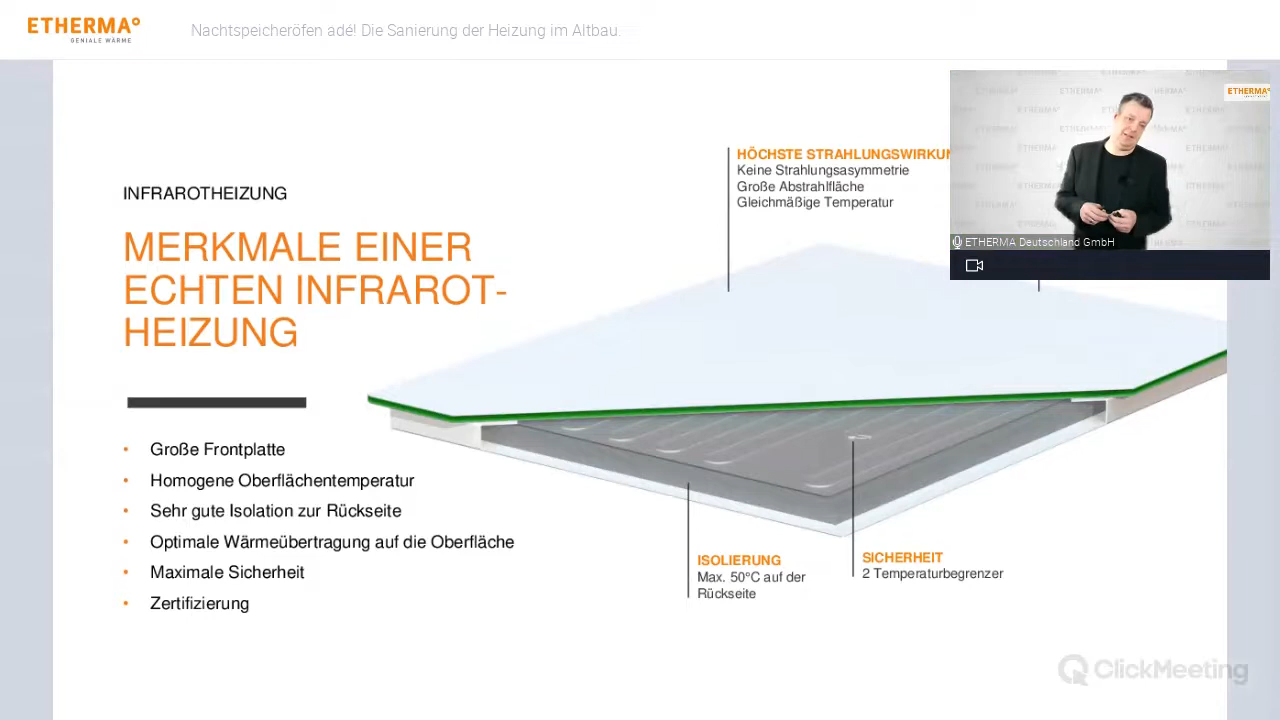 ETHERMA°
GENIALE WÄRME
Nachtspeicheröfen adé! Die Sanierung der Heizung im Altbau.
INFRAROTHEIZUNG
MERKMALE EINER
ECHTEN INFRAROT-
HEIZUNG
• Große Frontplatte
• Homogene Oberflächentemperatur
• Sehr gute Isolation zur Rückseite
• Optimale Wärmeübertragung auf die Oberfläche
• Maximale Sicherheit
• Zertifizierung
HÖCHSTE STRAHLUNGSWIRKUN
Keine Strahlungsasymmetrie
Große Abstrahlfläche
Gleichmäßige Temperatur
ETHERMA°
ETHERMA Deutschland GmbH
ISOLIERUNG
Max. 50°C auf der
Rückseite
SICHERHEIT
2 Temperaturbegrenzer
ClickMeeting